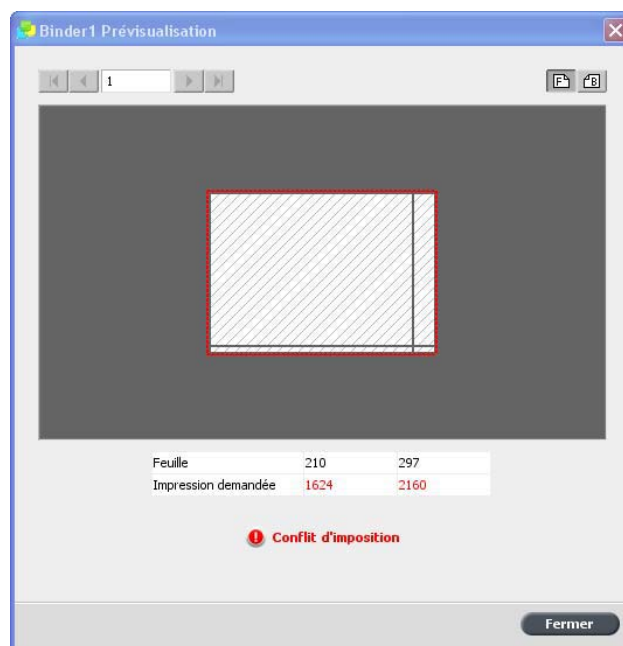 Binder1 Prévisualisation
1
F B
Feuille 210 297
Impression demandée 1624 2160
Conflit d'imposition
Fermer